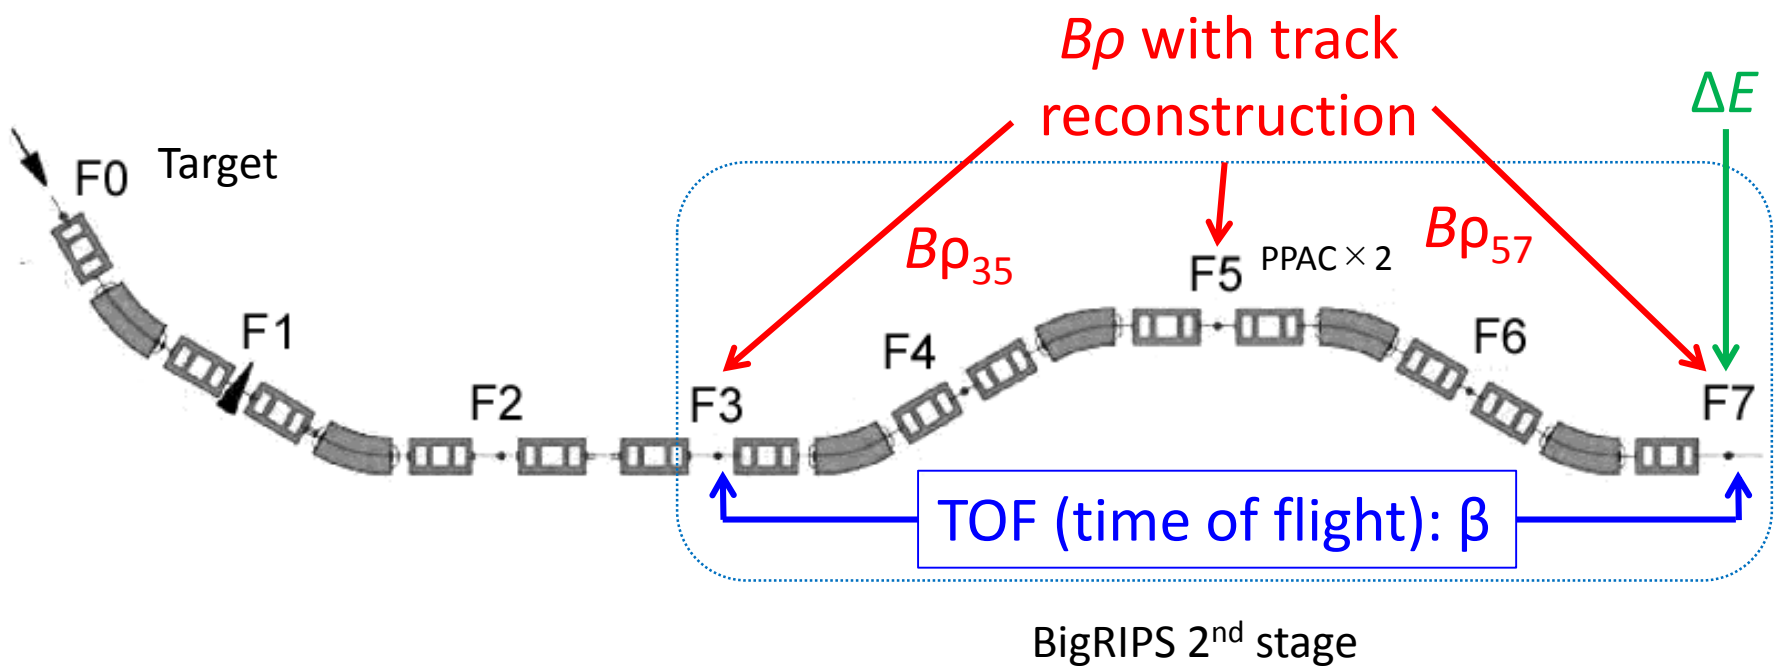 Bρ with track
reconstruction
ΔE
Target
F0
Bρ35
Bρ57
F5
PPAC×2
F1
F4
F6
F2
F3
F7
TOF (time of flight): β
BigRIPS 2nd stage